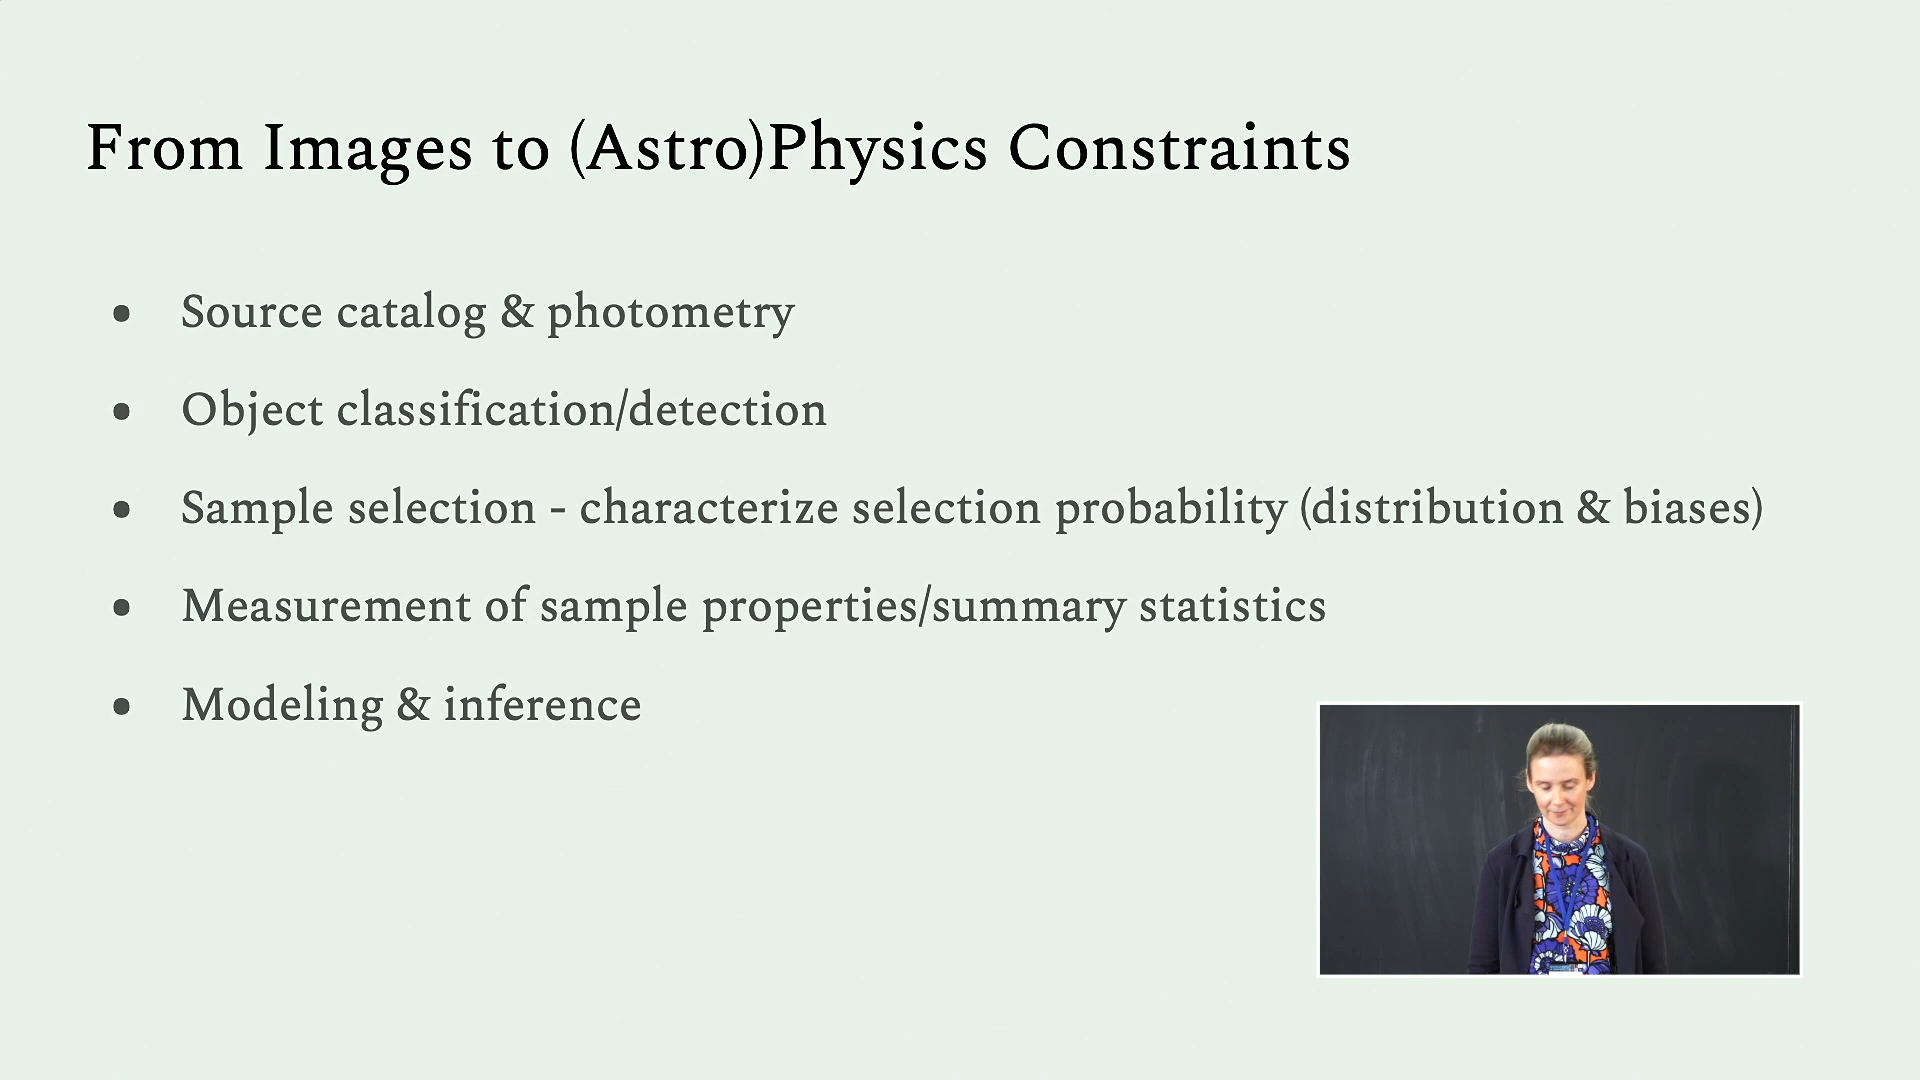 From Images to (Astro)Physics Constraints
• Source catalog & photometry
• Object classification/detection
• Sample selection - characterize selection probability (distribution & biases)
• Measurement of sample properties/summary statistics
• Modeling & inference